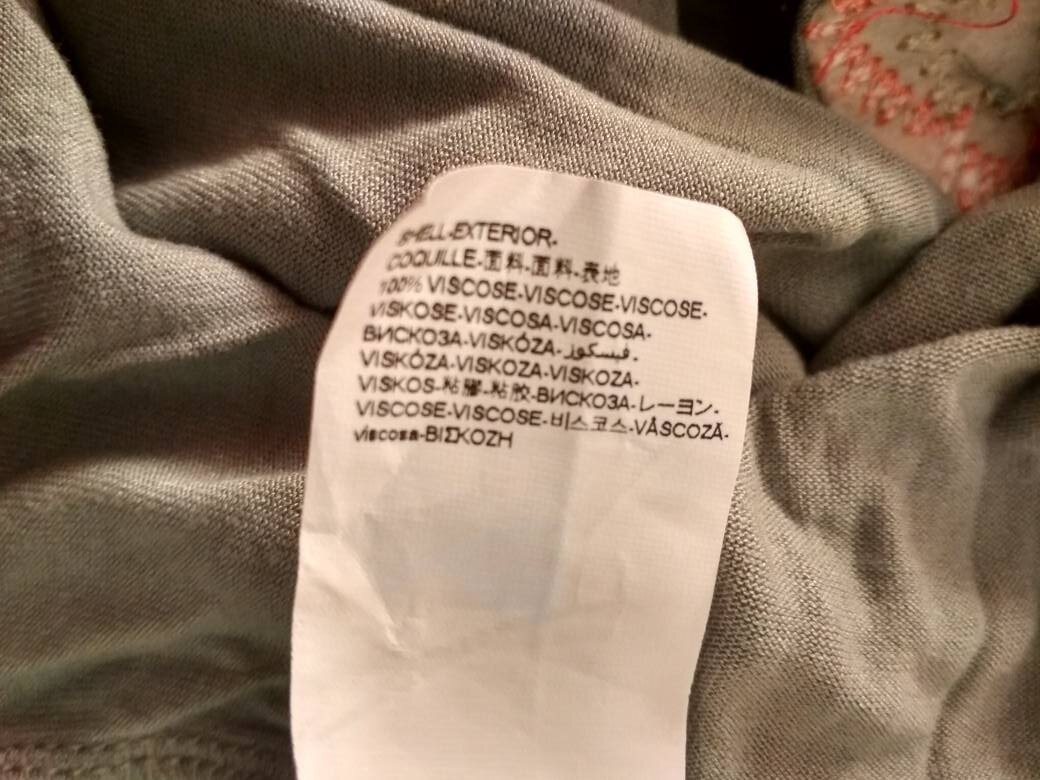 SHELL-EXTERIOR-
COQUILLE-面料-面料-表地
100% VISCOSE-VISCOSE-VISCOSE-
VISKOSE-VISCOSA-VISCOSA-
ВИСКОЗА-VISKÓZA-فيسكوز-
VISKÓZA-VISKOZA-VISKOZA-
VISKOS-粘膠-粘胶-ВИСКОЗА-レーヨン-
VISCOSE-VISCOSE-비스코스-VÂSCOZĂ-
viscosa-ΒΙΣΚΟΖΗ